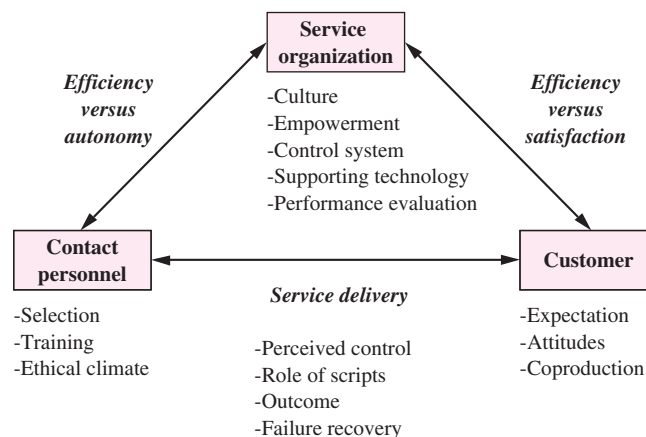 Service
organization
Efficiency
versus
autonomy
Efficiency
versus
satisfaction
-Culture
-Empowerment
-Control system
-Supporting technology
-Performance evaluation
Contact
personnel
Customer
Service delivery
-Selection
-Training
-Ethical climate
-Perceived control
-Role of scripts
-Outcome
-Failure recovery
-Expectation
-Attitudes
-Coproduction